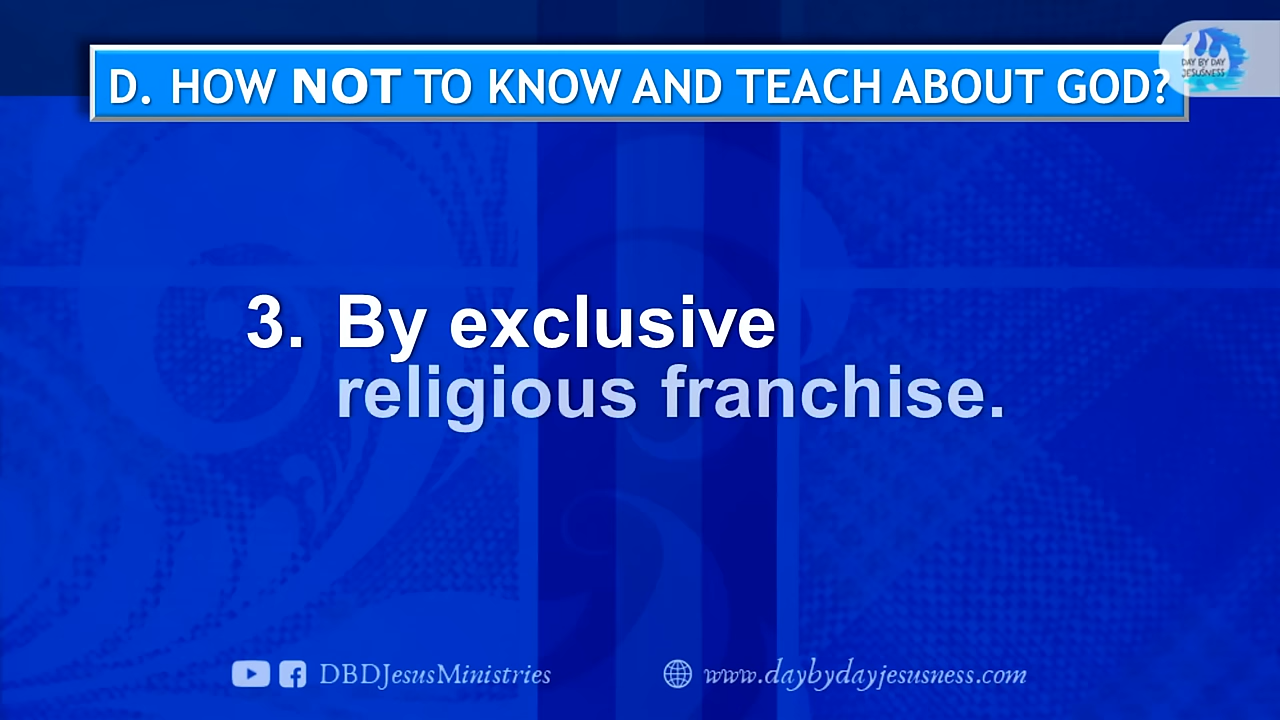 D. HOW NOT TO KNOW AND TEACH ABOUT GOD?
DAY BY DAY
JESUSNESS
3. By exclusive
religious franchise.
DBDJesusMinistries
www.daybydayjesusness.com